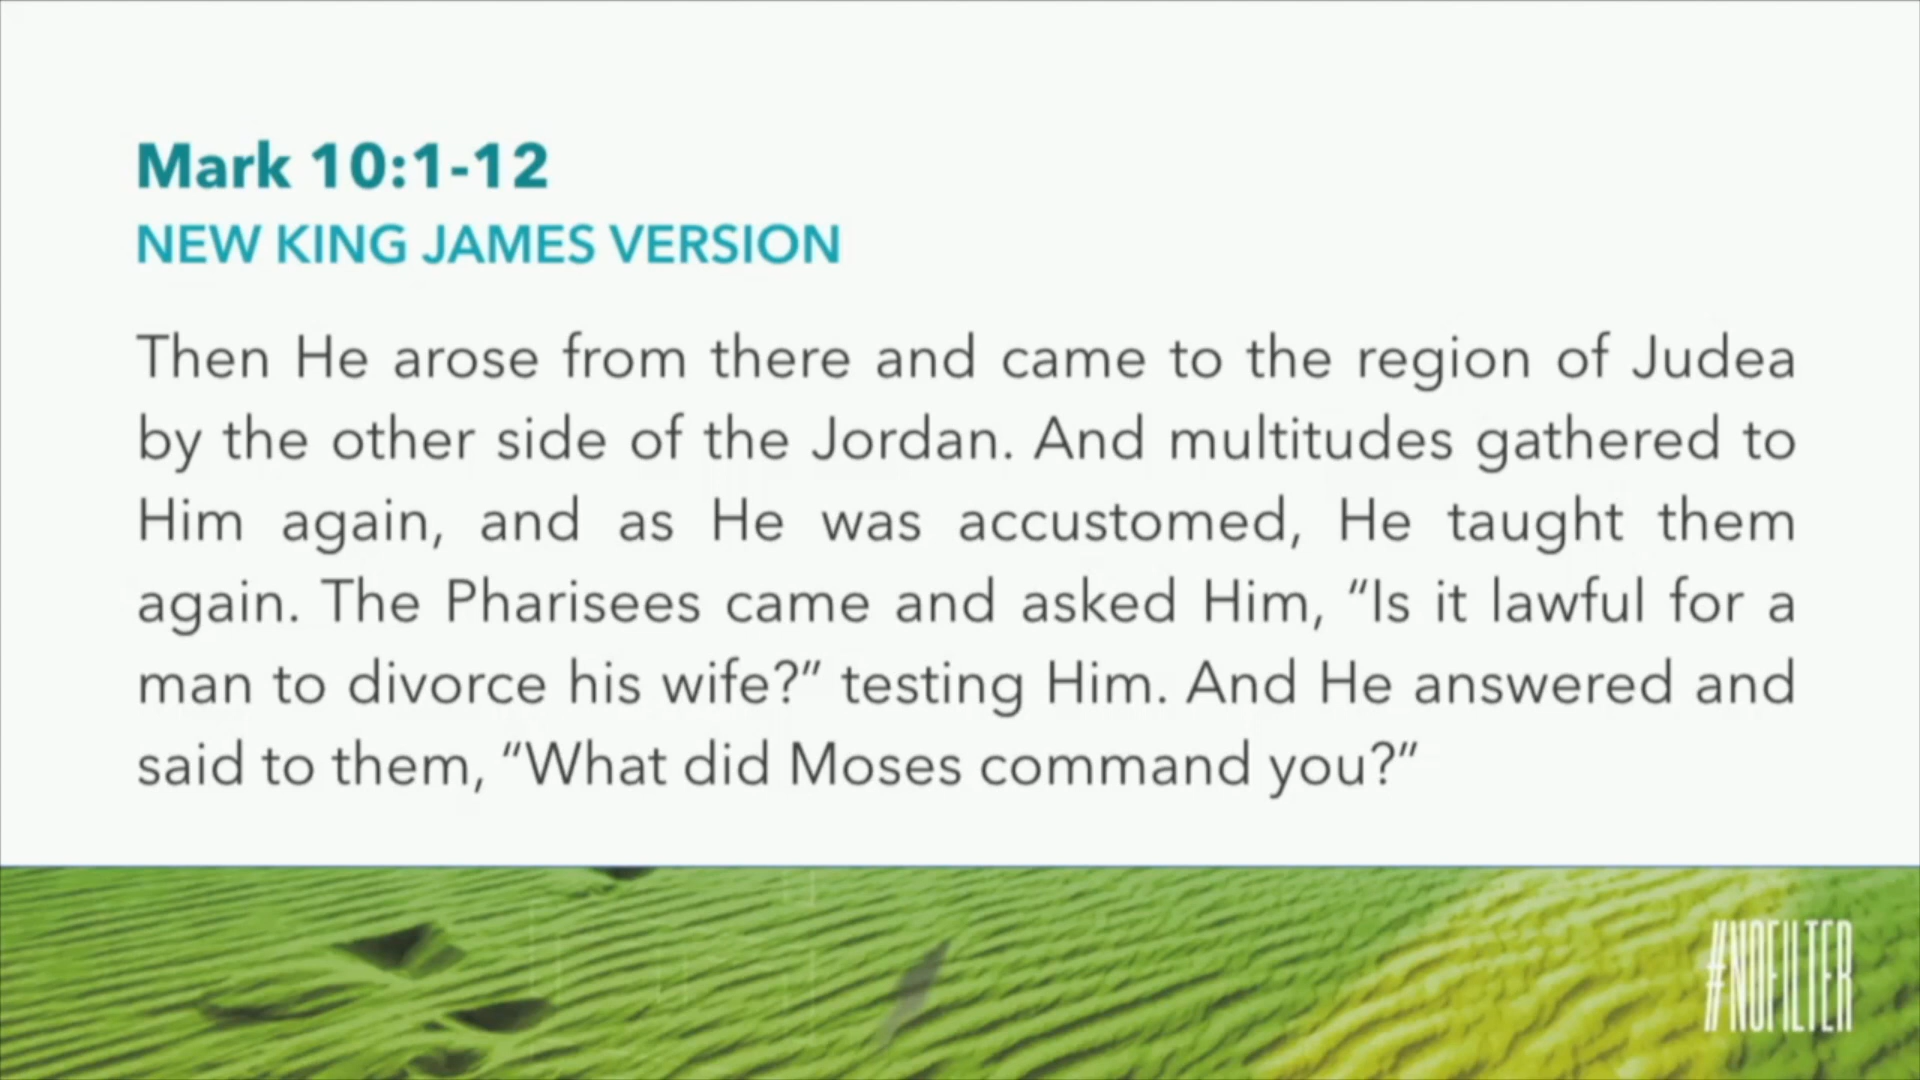 Mark 10:1-12
NEW KING JAMES VERSION
Then He arose from there and came to the region of Judea
by the other side of the Jordan. And multitudes gathered to
Him again, and as He was accustomed, He taught them
again. The Pharisees came and asked Him, “Is it lawful for a
man to divorce his wife?” testing Him. And He answered and
said to them, “What did Moses command you?”
#NOFILTER